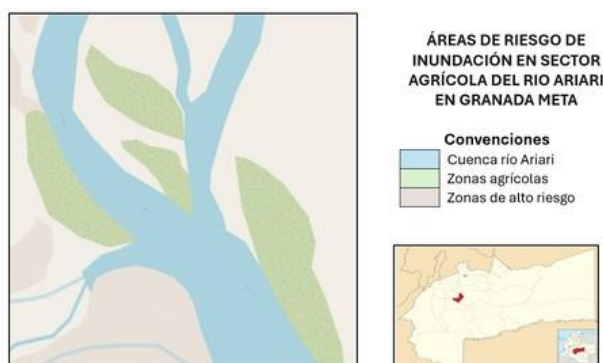 ÁREAS DE RIESGO DE
INUNDACIÓN EN SECTOR
AGRÍCOLA DEL RIO ARIARI
EN GRANADA META
Convenciones
Cuenca río Ariari
Zonas agrícolas
Zonas de alto riesgo